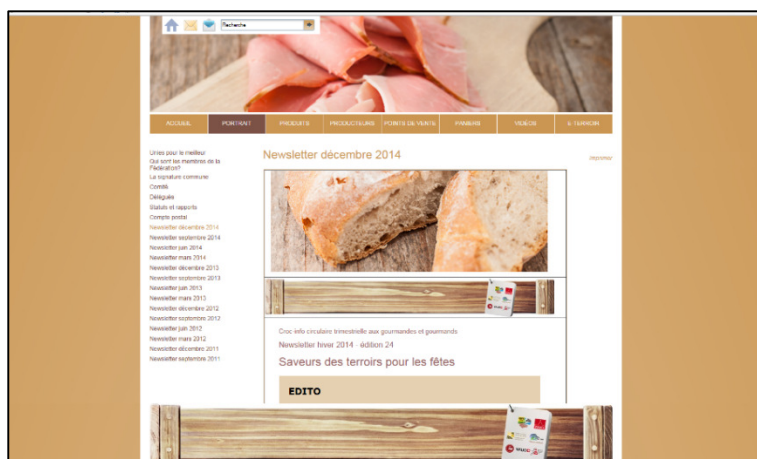 Recherche
ACCUEIL
PORTRAIT
PRODUITS
PRODUCTEURS
POINTS DE VENTE
PANIERS
VIDÉOS
E-TERROIR
Unies pour le meilleur
Qui sont les membres de la
Fédération?
La signature commune
Comité
Délégués
Statuts et rapports
Compte postal
Newsletter décembre 2014
Newsletter septembre 2014
Newsletter juin 2014
Newsletter mars 2014
Newsletter décembre 2013
Newsletter septembre 2013
Newsletter juin 2013
Newsletter mars 2013
Newsletter décembre 2012
Newsletter septembre 2012
Newsletter juin 2012
Newsletter mars 2012
Newsletter décembre 2011
Newsletter septembre 2011
Newsletter décembre 2014
Imprimer
Croc-info circulaire trimestrielle aux gourmandes et gourmands
Newsletter hiver 2014 - édition 24
Saveurs des terroirs pour les fêtes
EDITO